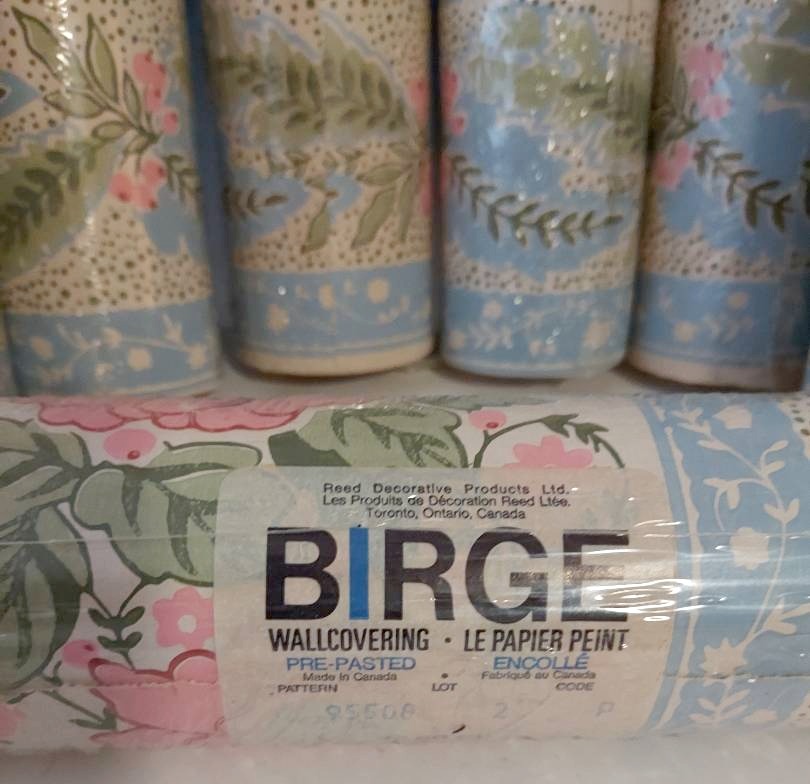 Reed Decorative Products Ltd.
Les Produits de Décoration Reed Ltée.
Toronto, Ontario, Canada
BIRGE
WALLCOVERING · LE PAPIER PEINT
PRE-PASTED ENCOLLÉ
Made in Canada • Fabriqué au Canada
PATTERN LOT CODE
2 P